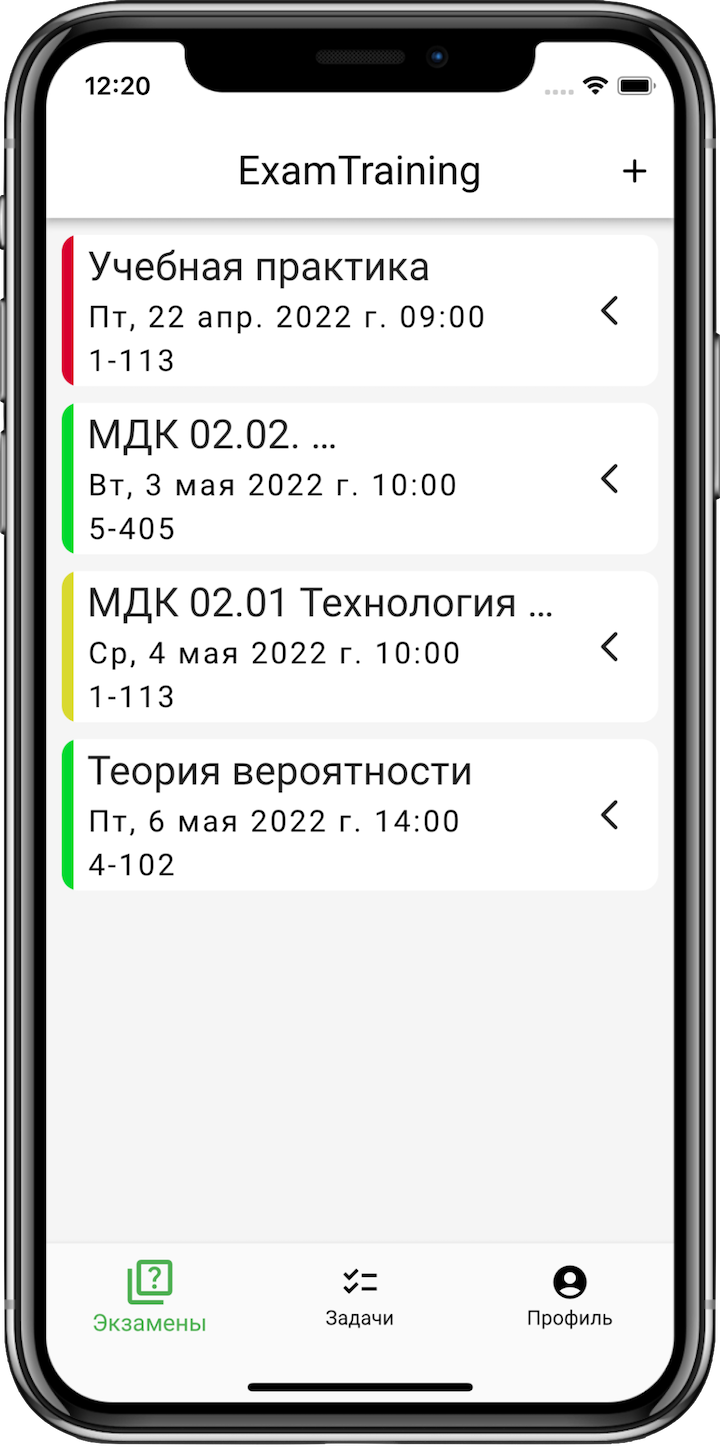 12:20
ExamTraining
Учебная практика
Пт, 22 апр. 2022 г. 09:00
1-113
МДК 02.02. ...
Вт, 3 мая 2022 г. 10:00
5-405
МДК 02.01 Технология ...
Ср, 4 мая 2022 г. 10:00
1-113
Теория вероятности
Пт, 6 мая 2022 г. 14:00
4-102
Экзамены
Задачи
Профиль